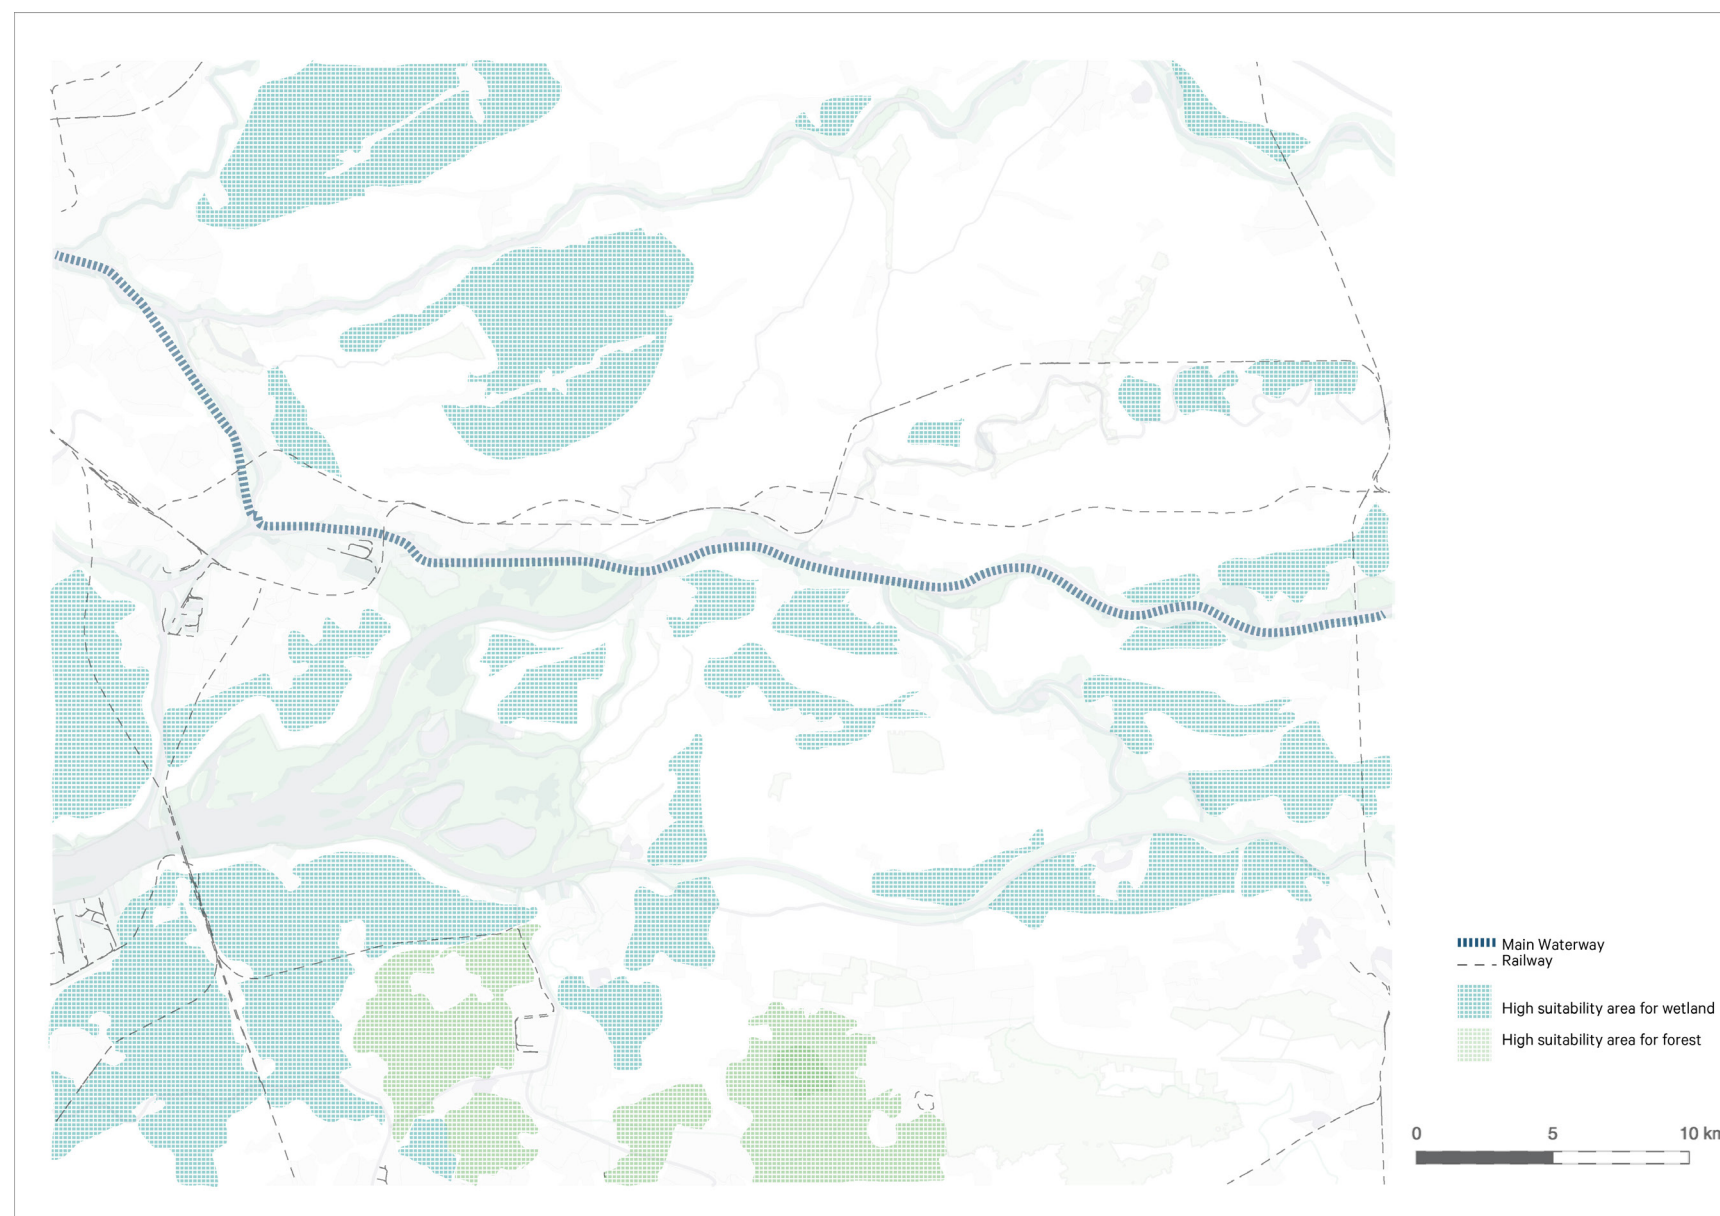 Main Waterway
Railway
High suitability area for wetland
High suitability area for forest
0 5 10 km